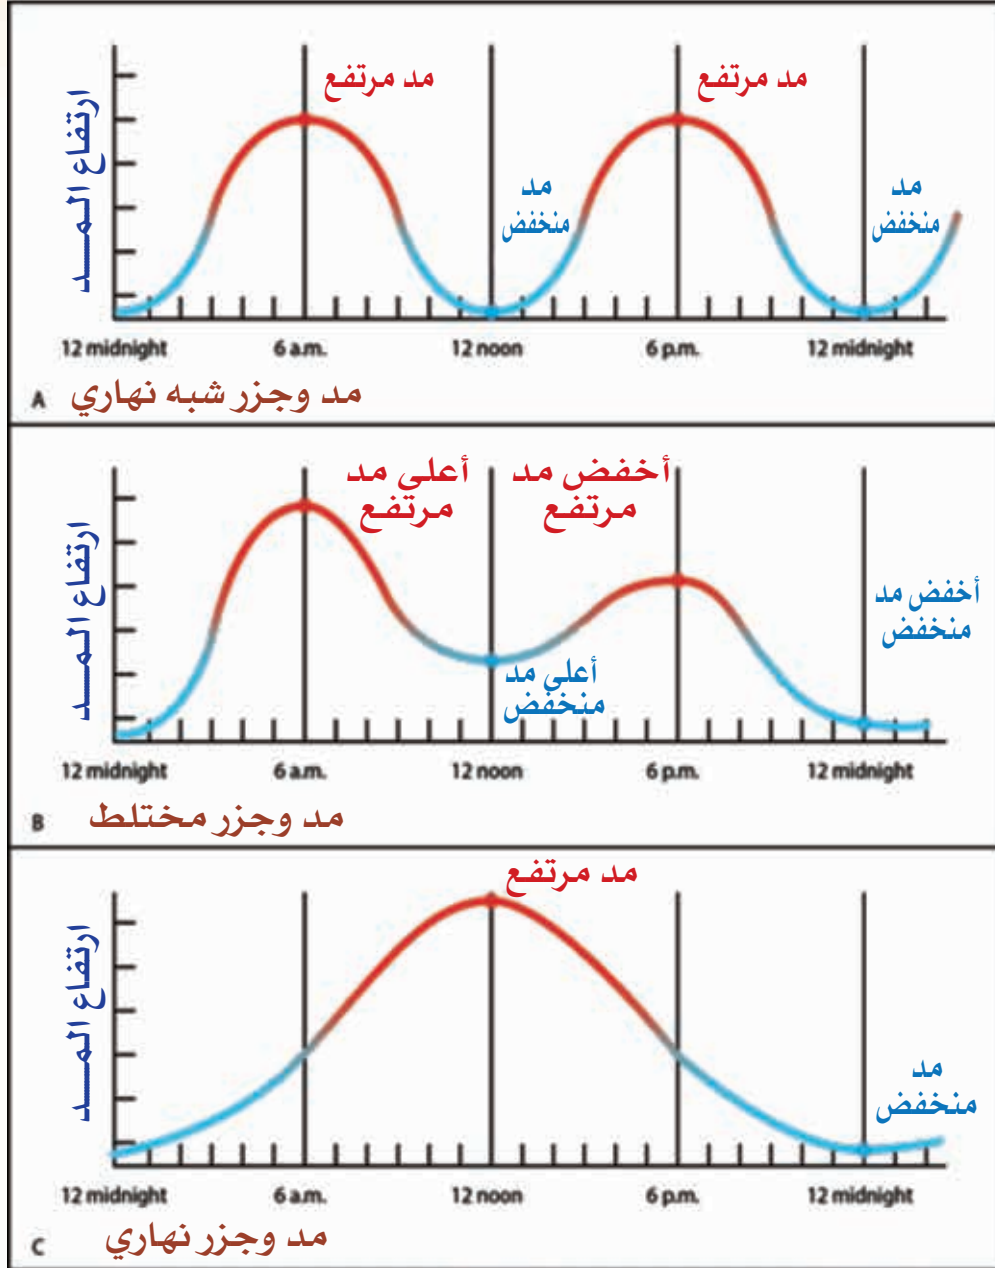 مد مرتفع
مد مرتفع
ارتفاع المـــد
مد
منخفض
مد
منخفض
12 midnight
6 a.m.
12 noon
6 p.m.
12 midnight
A
مد وجزر شبه نهاري
أعلى مد
مرتفع
أخفض مد
مرتفع
ارتفاع المـــد
أخفض مد
منخفض
أعلى مد
منخفض
12 midnight
6 a.m.
12 noon
6 p.m.
12 midnight
B
مد وجزر مختلط
مد مرتفع
ارتفاع المـــد
مد
منخفض
12 midnight
6 a.m.
12 noon
6 p.m.
12 midnight
C
مد وجزر نهاري